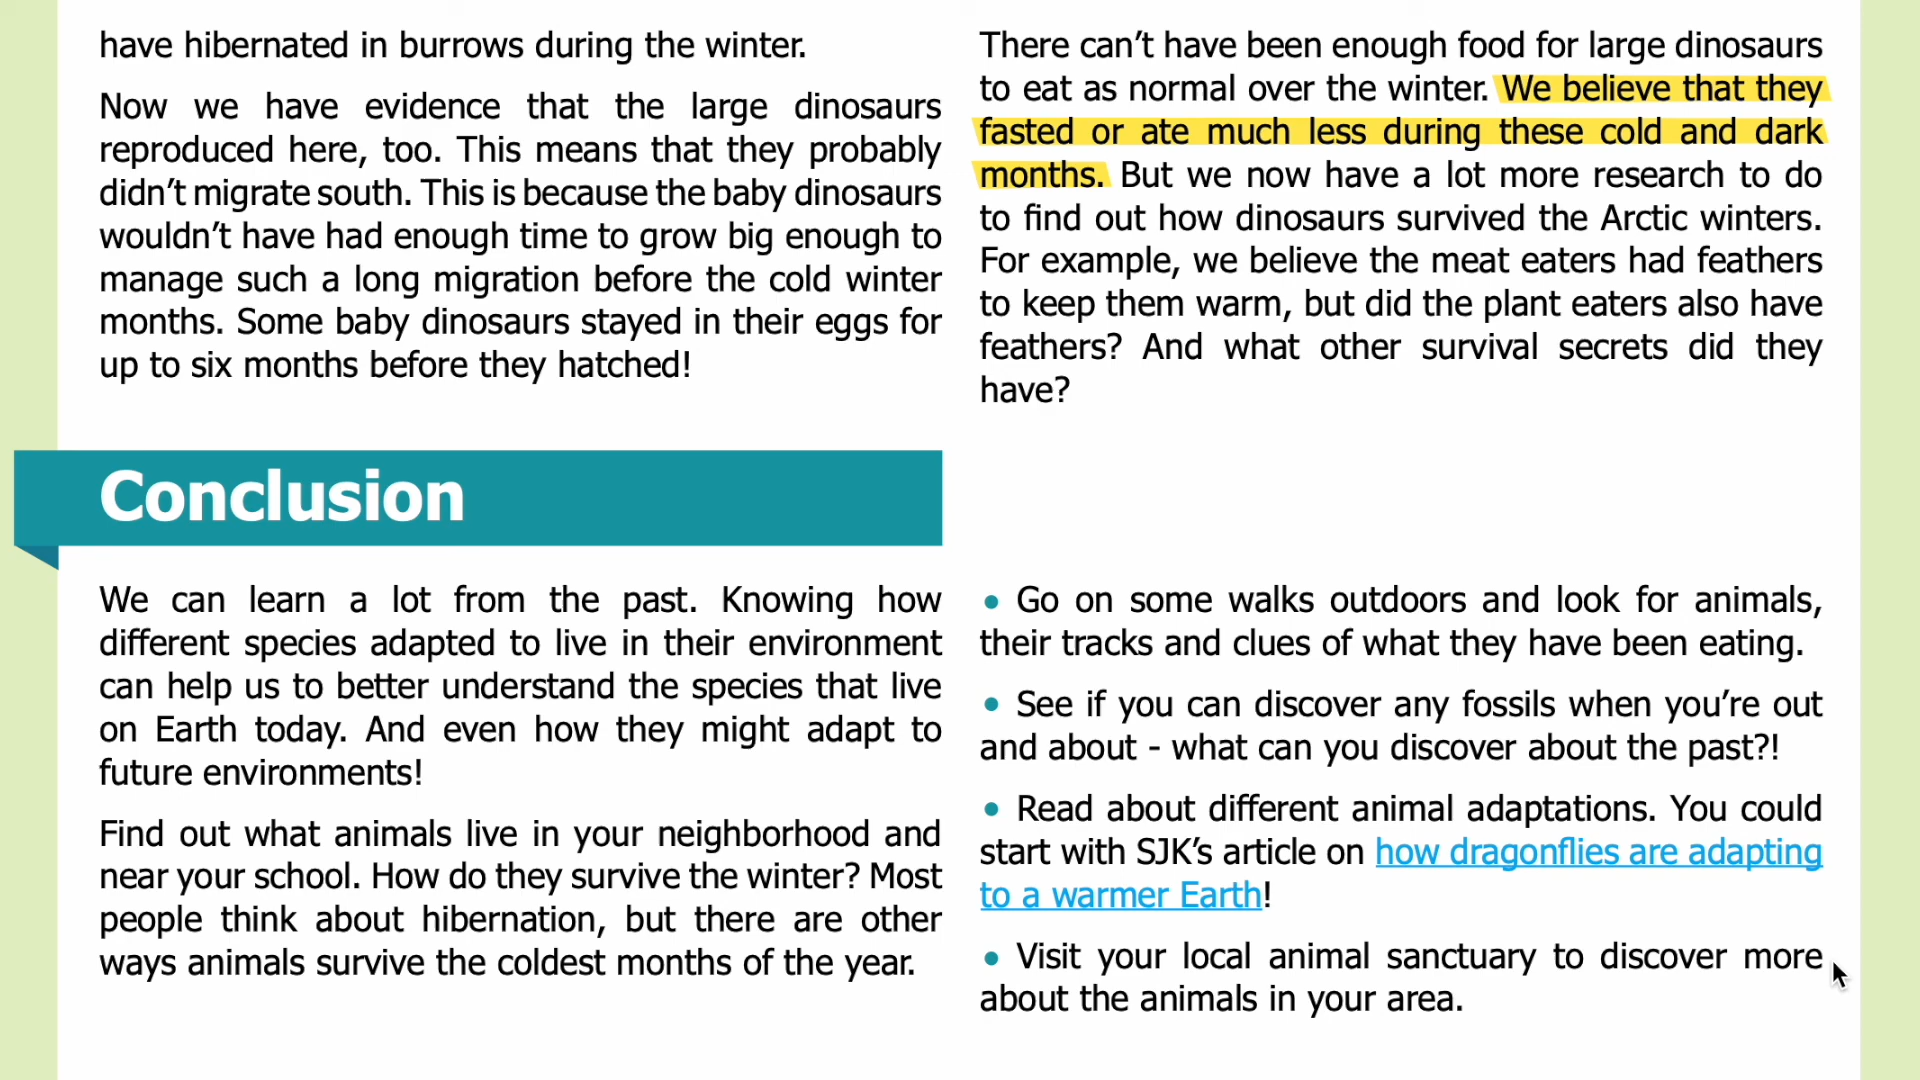 have hibernated in burrows during the winter.
Now we have evidence that the large dinosaurs
reproduced here, too. This means that they probably
didn’t migrate south. This is because the baby dinosaurs
wouldn’t have had enough time to grow big enough to
manage such a long migration before the cold winter
months. Some baby dinosaurs stayed in their eggs for
up to six months before they hatched!
There can’t have been enough food for large dinosaurs
to eat as normal over the winter. We believe that they
fasted or ate much less during these cold and dark
months. But we now have a lot more research to do
to find out how dinosaurs survived the Arctic winters.
For example, we believe the meat eaters had feathers
to keep them warm, but did the plant eaters also have
feathers? And what other survival secrets did they
have?
Conclusion
We can learn a lot from the past. Knowing how
different species adapted to live in their environment
can help us to better understand the species that live
on Earth today. And even how they might adapt to
future environments!
Find out what animals live in your neighborhood and
near your school. How do they survive the winter? Most
people think about hibernation, but there are other
ways animals survive the coldest months of the year.
• Go on some walks outdoors and look for animals,
their tracks and clues of what they have been eating.
• See if you can discover any fossils when you’re out
and about - what can you discover about the past?!
• Read about different animal adaptations. You could
start with SJK’s article on how dragonflies are adapting
to a warmer Earth!
• Visit your local animal sanctuary to discover more
about the animals in your area.